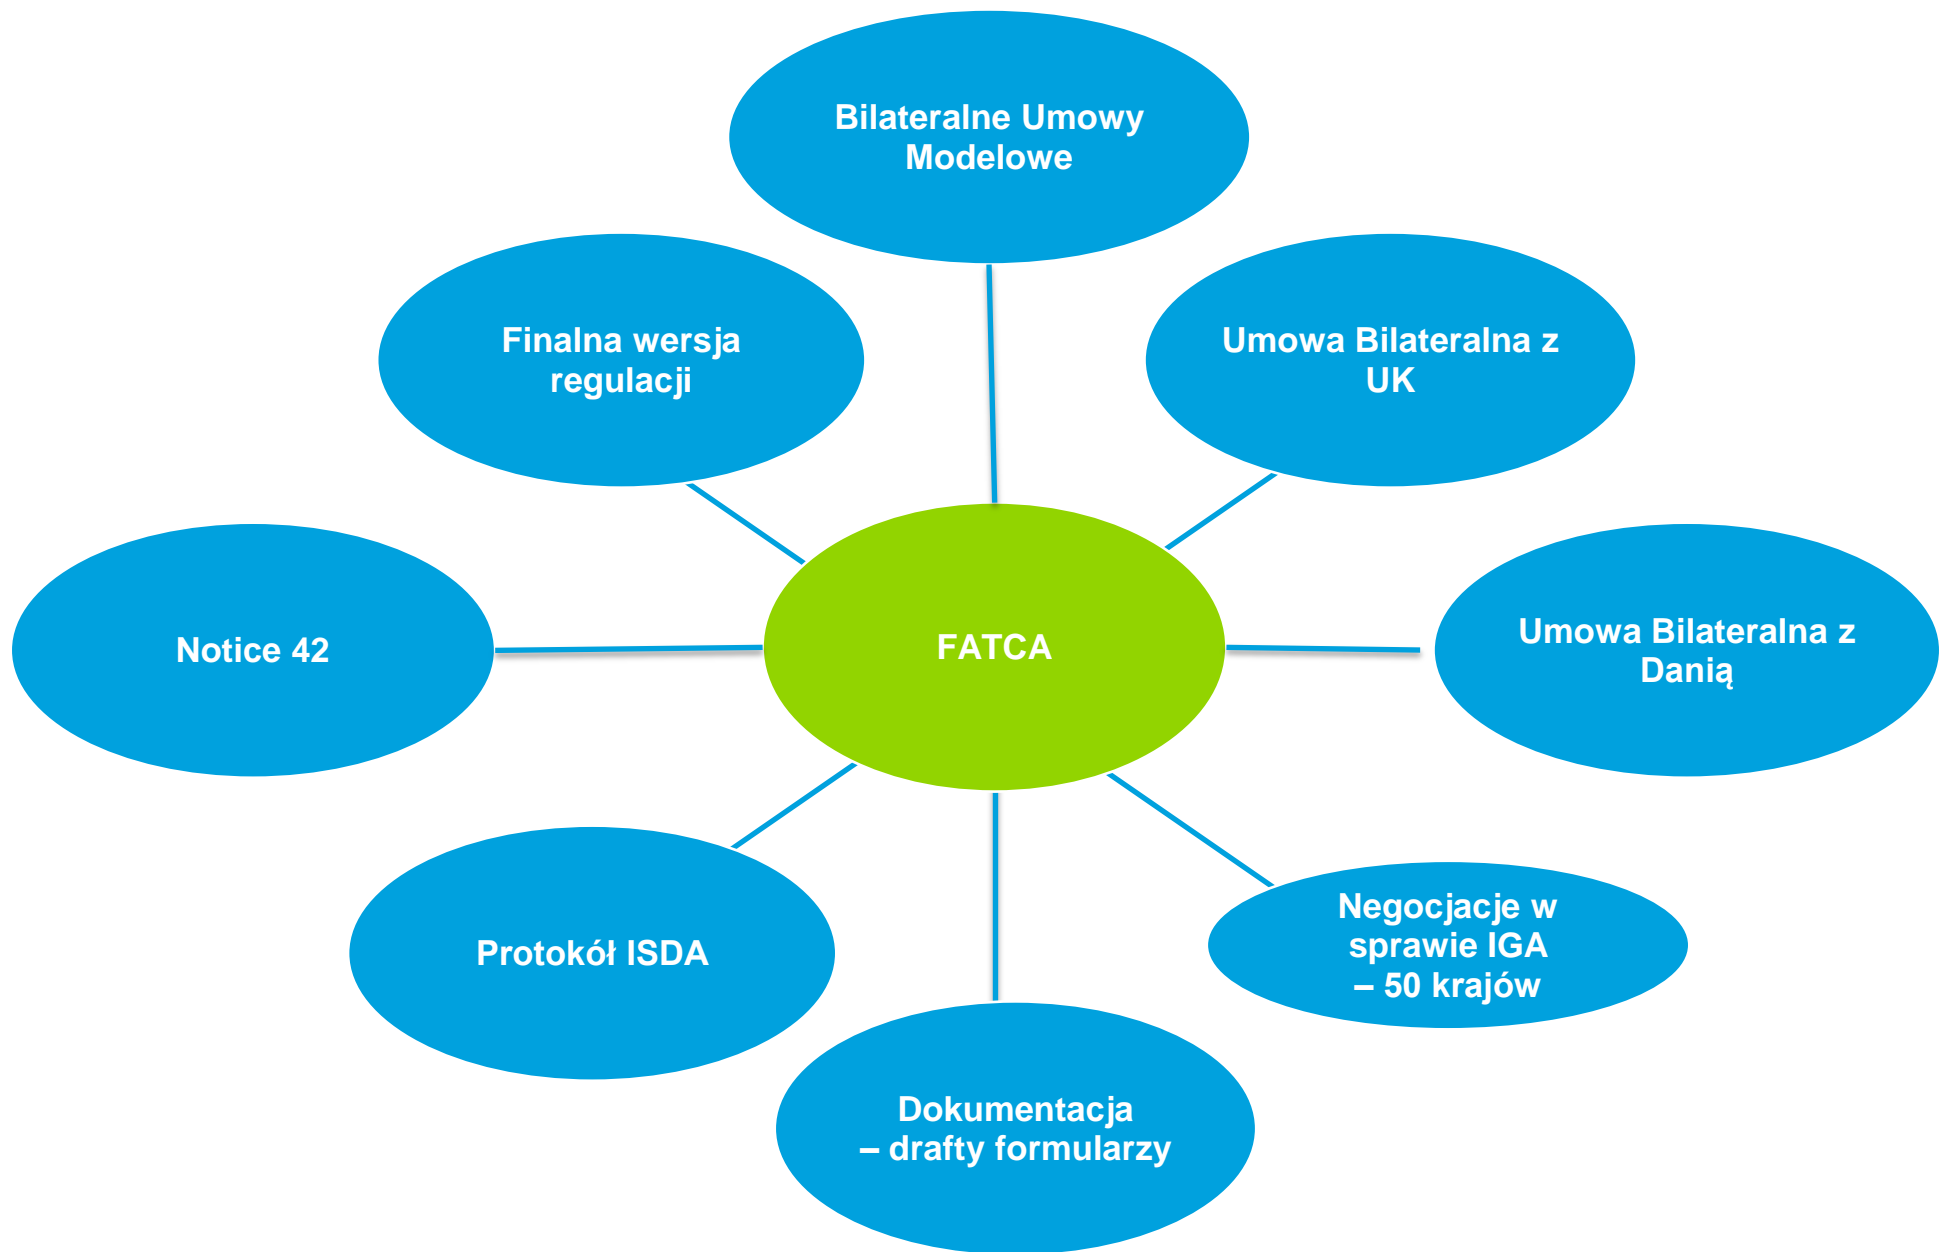 Bilateralne Umowy
Modelowe
Finalna wersja
regulacji
Umowa Bilateralna z
UK
Notice 42
FATCA
Umowa Bilateralna z
Danią
Protokół ISDA
Negocjacje w
sprawie IGA
– 50 krajów
Dokumentacja
– drafty formularzy